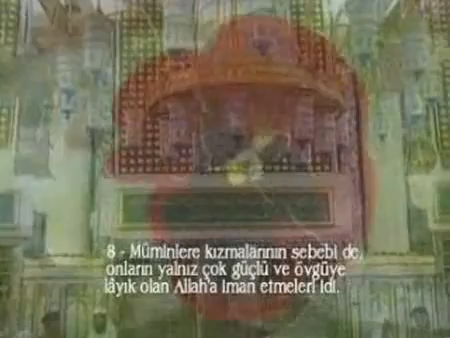 8 - Müminlere kızmalarının sebebi de,
onların yalnız çok güçlü ve övgüye
lâyık olan Allah'a iman etmeleri idi.